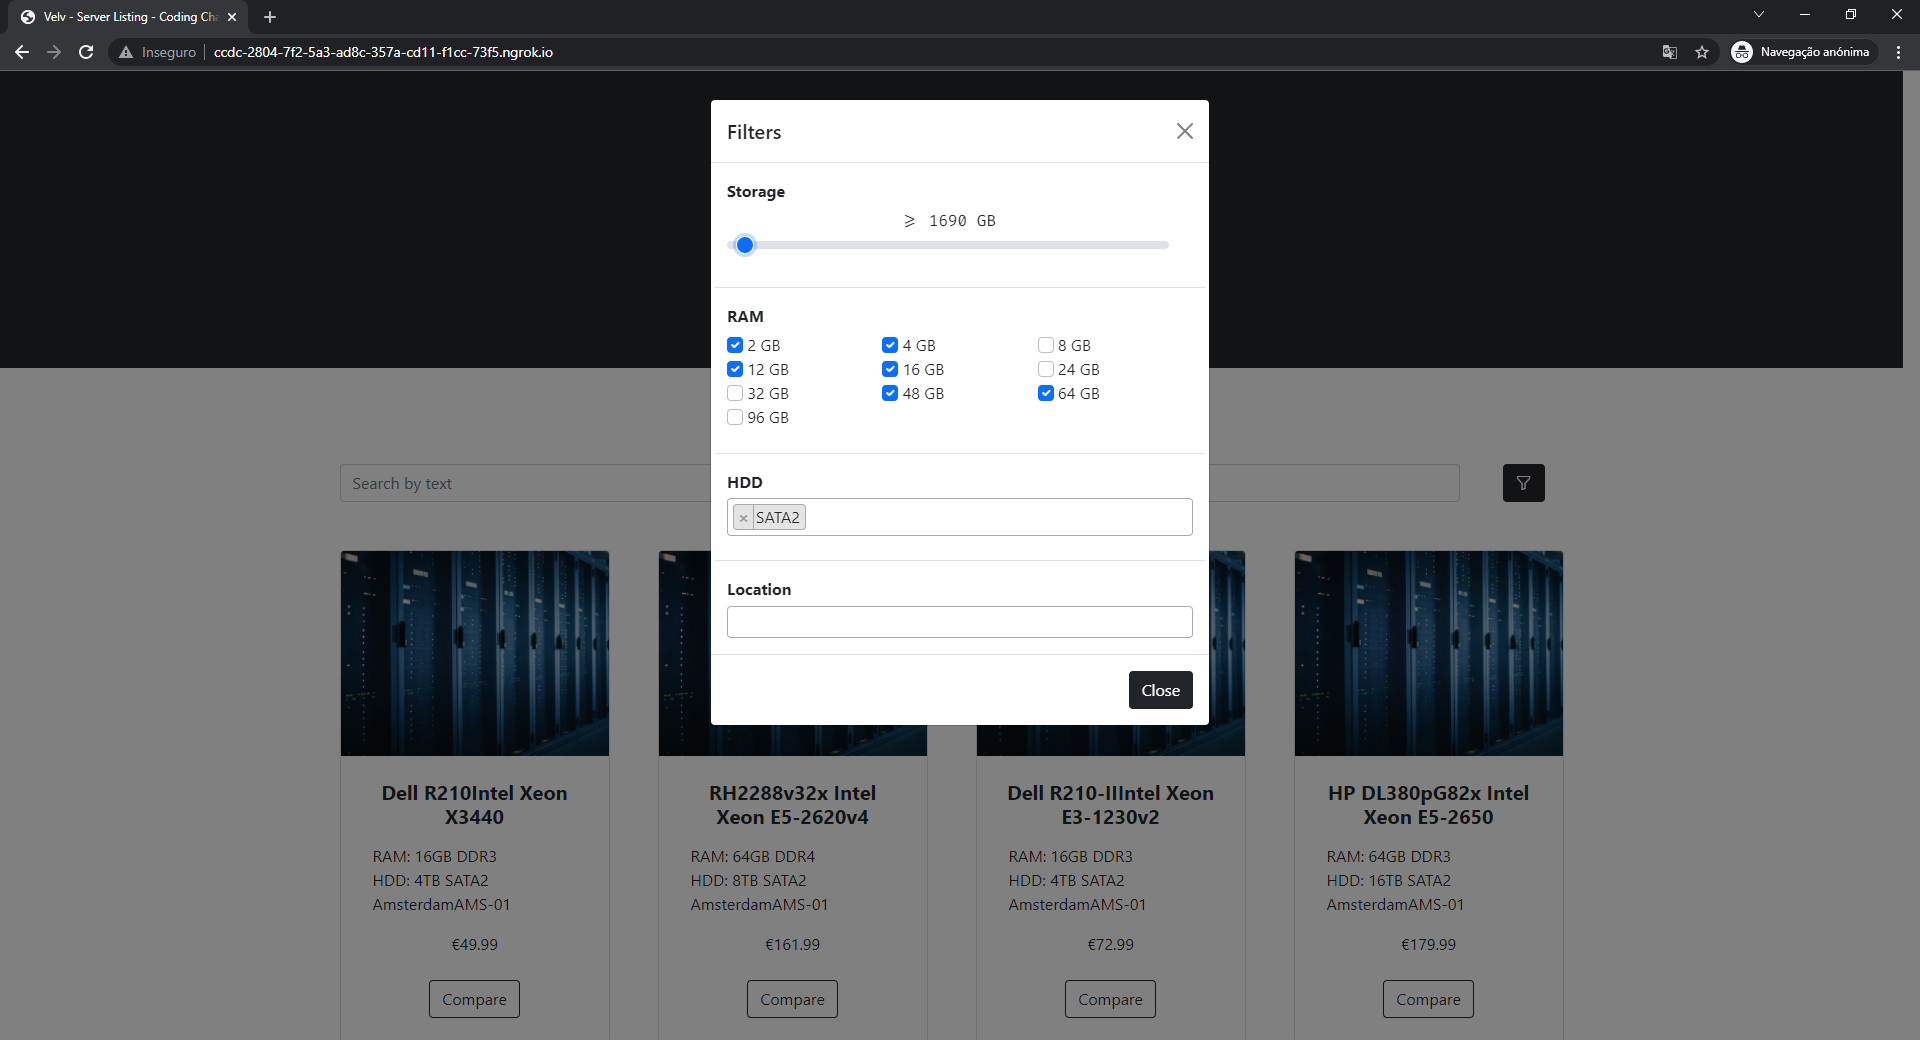 Velv - Server Listing - Coding Cha
Inseguro
ccdc-2804-7f2-5a3-ad8c-357a-cd11-f1cc-73f5.ngrok.io
Navegação anónima
Filters
Storage
⩾ 1690 GB
RAM
2 GB 4 GB 8 GB
12 GB 16 GB 24 GB
32 GB 48 GB 64 GB
96 GB
HDD
× SATA2
Location
Close
Search by text
Dell R210Intel Xeon
X3440
RAM: 16GB DDR3
HDD: 4TB SATA2
AmsterdamAMS-01
€49.99
Compare
RH2288v32x Intel
Xeon E5-2620v4
RAM: 64GB DDR4
HDD: 8TB SATA2
AmsterdamAMS-01
€161.99
Compare
Dell R210-IIIntel Xeon
E3-1230v2
RAM: 16GB DDR3
HDD: 4TB SATA2
AmsterdamAMS-01
€72.99
Compare
HP DL380pG82x Intel
Xeon E5-2650
RAM: 64GB DDR3
HDD: 16TB SATA2
AmsterdamAMS-01
€179.99
Compare